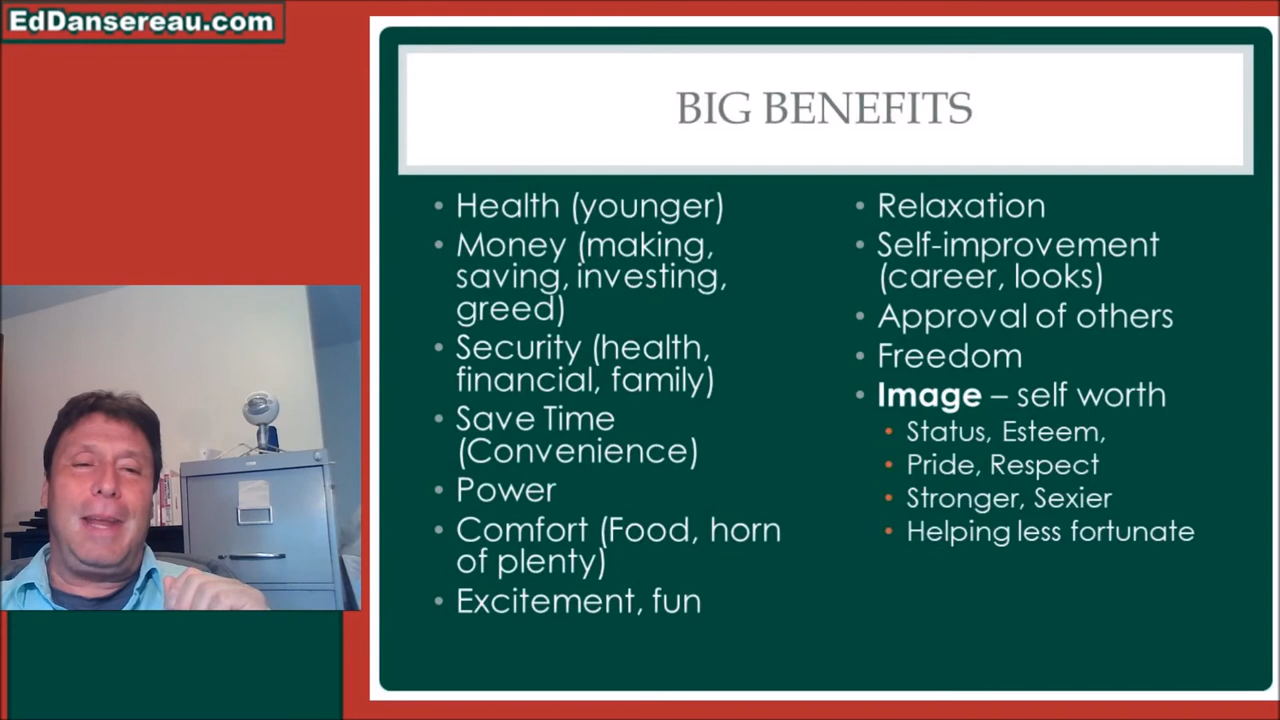 EdDansereau.com
BIG BENEFITS
• Health (younger)
• Money (making,
saving, investing,
greed)
• Security (health,
financial, family)
• Save Time
(Convenience)
• Power
• Comfort (Food, horn
of plenty)
• Excitement, fun
• Relaxation
• Self-improvement
(career, looks)
• Approval of others
• Freedom
• Image – self worth
• Status, Esteem,
• Pride, Respect
• Stronger, Sexier
• Helping less fortunate